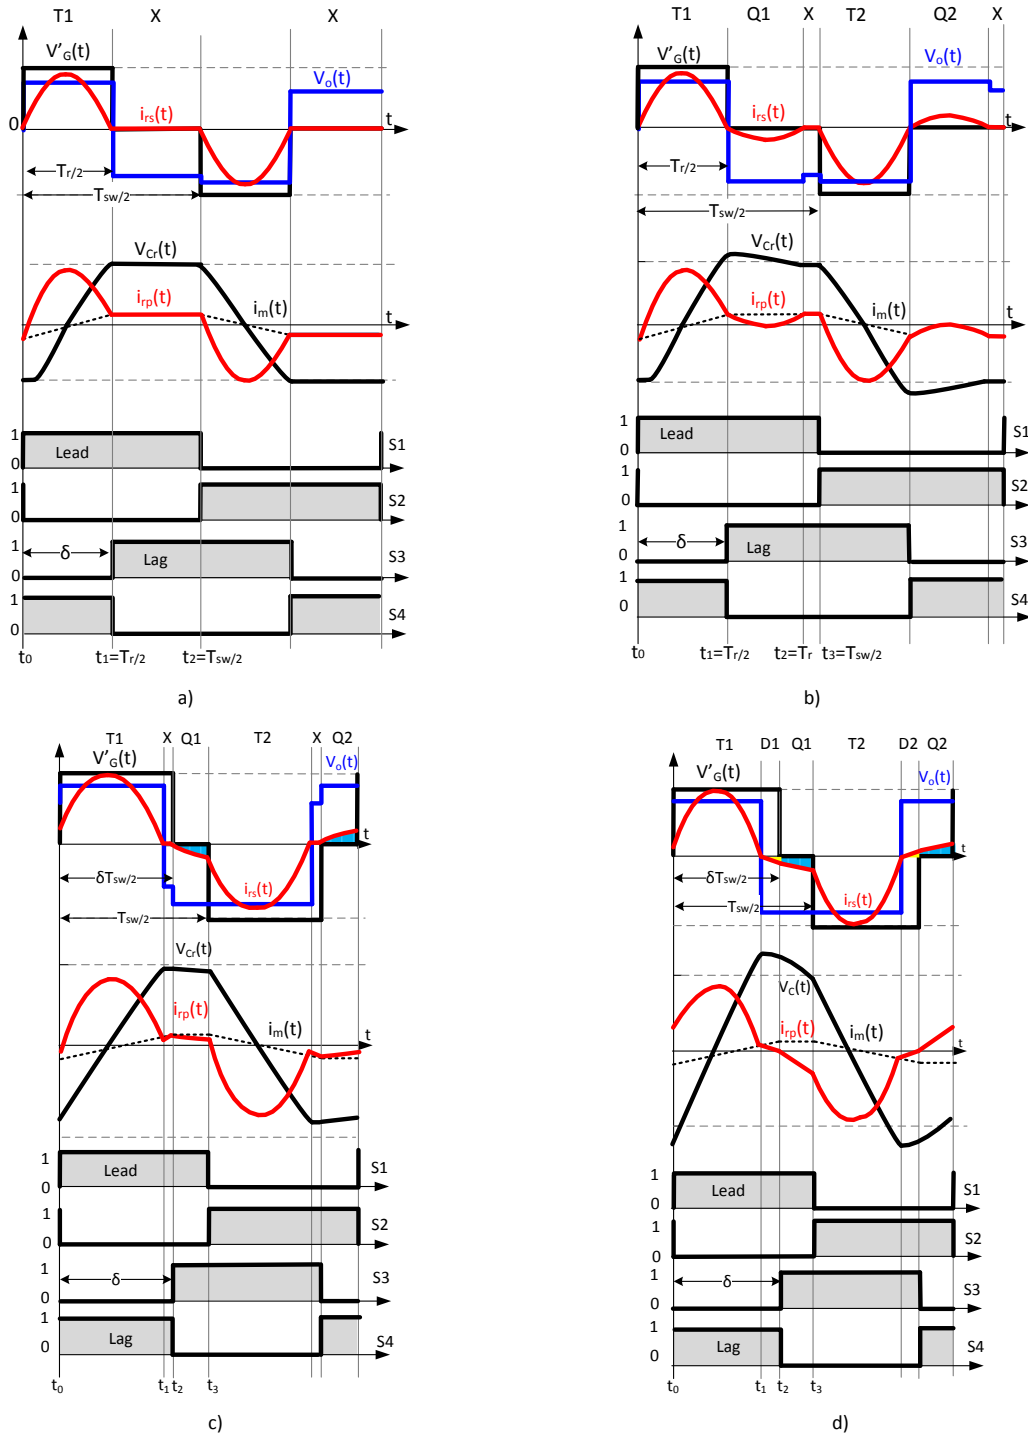 T1 X X
V'G(t)
Vo(t)
irs(t)
t
0
Tr/2
Tsw/2
VCr(t)
irp(t)
im(t)
t
1
Lead
S1
0
1
S2
0
1
δ
Lag
S3
0
1
S4
0
t0 t1=Tr/2 t2=Tsw/2
a)
T1 Q1 X T2 Q2 X
V'G(t)
Vo(t)
irs(t)
t
Tr/2
Tsw/2
VCr(t)
irp(t)
im(t)
t
1
Lead
S1
0
1
S2
0
1
δ
Lag
S3
0
1
S4
0
t0 t1=Tr/2 t2=Tr t3=Tsw/2
b)
T1 X Q1 T2 X Q2
V'G(t)
Vo(t)
t
δTsw/2
irs(t)
Tsw/2
VCr(t)
irp(t)
im(t)
t
1
Lead
S1
0
1
S2
0
1
δ
S3
0
1
Lag
S4
0
t0 t1 t2 t3
c)
T1 D1 Q1 T2 D2 Q2
V'G(t)
Vo(t)
t
δTsw/2
irs(t)
Tsw/2
VC(t)
irp(t)
im(t)
t
1
Lead
S1
0
1
S2
0
1
δ
S3
0
1
Lag
S4
0
t0 t1 t2 t3
d)